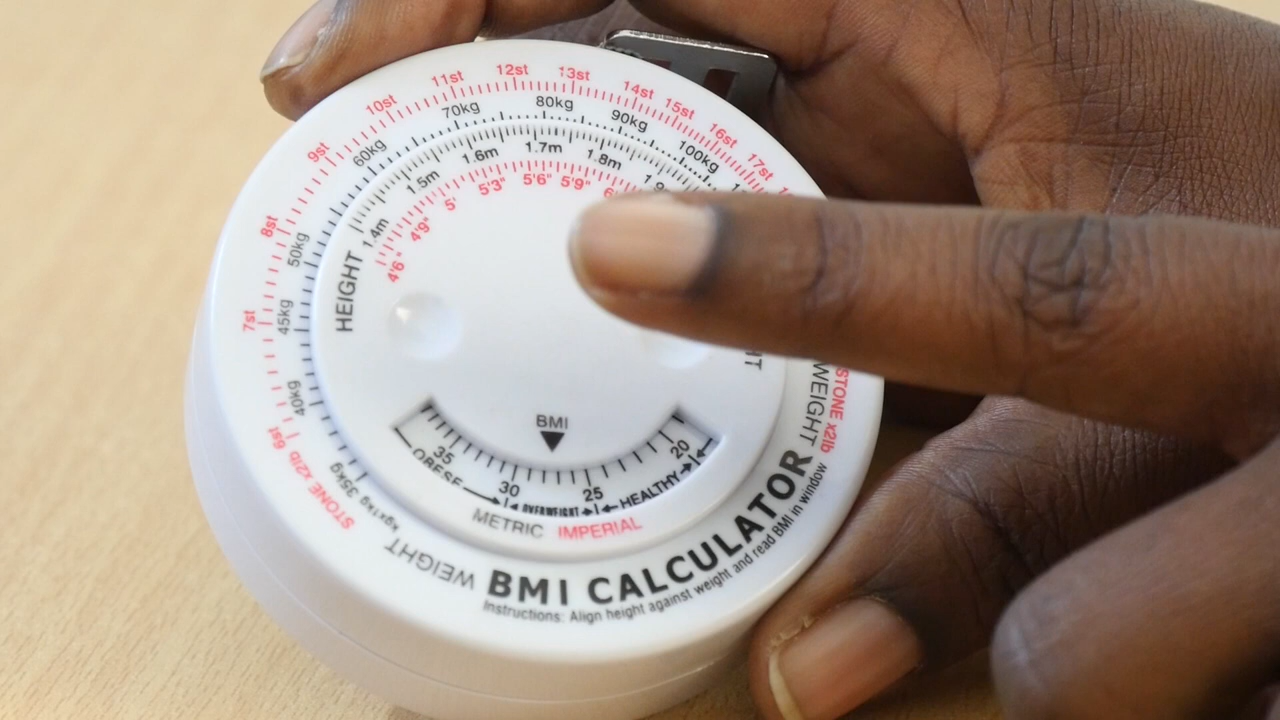 6st 7st 8st 9st 10st 11st 12st 13st 14st 15st 16st 17st
35kg 40kg 45kg 50kg 60kg 70kg 80kg 90kg 100kg
1.4m 1.5m 1.6m 1.7m 1.8m
4'6" 4'9" 5' 5'3" 5'6" 5'9"
HEIGHT
BMI
35 30 25 20
OBESE OVERWEIGHT HEALTHY
METRIC IMPERIAL
STONE x2lb
kgx1kg
WEIGHT
WEIGHT
STONE x2lb
BMI CALCULATOR
Instructions: Align height against weight and read BMI in window